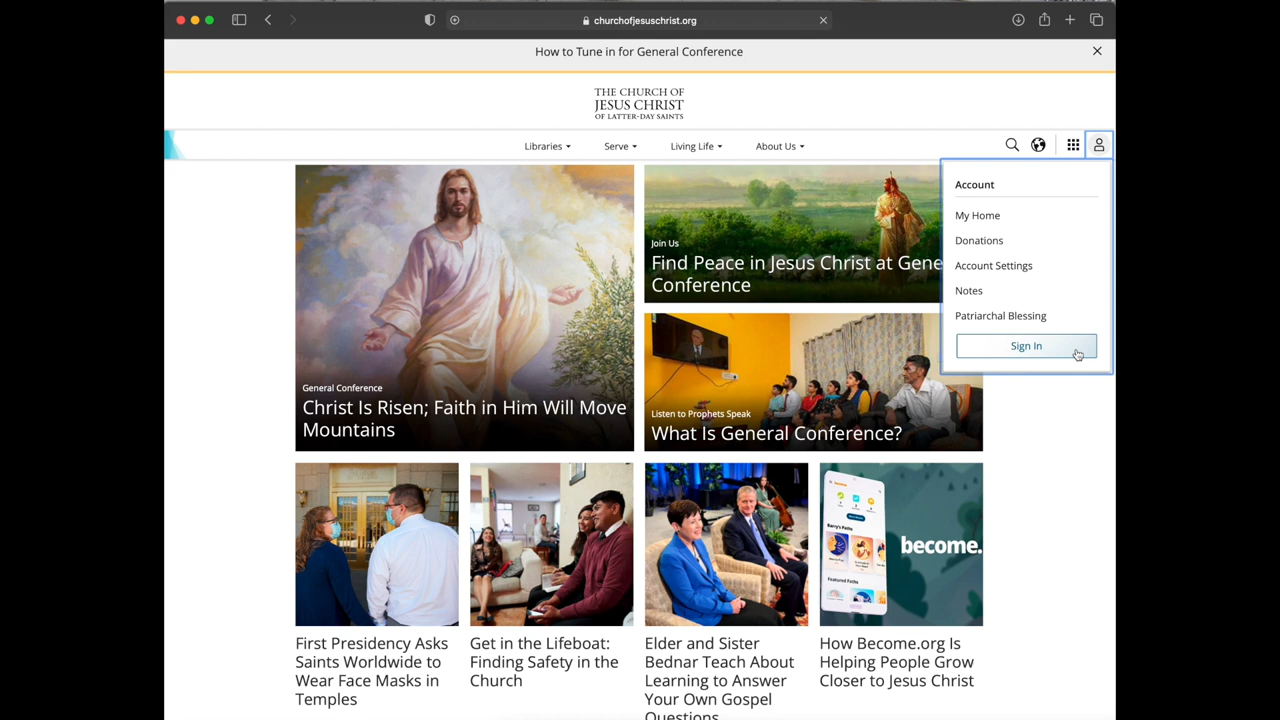 churchofjesuschrist.org
How to Tune in for General Conference
THE CHURCH OF
JESUS CHRIST
OF LATTER-DAY SAINTS
Libraries
Serve
Living Life
About Us
Account
My Home
Donations
Account Settings
Notes
Patriarchal Blessing
Sign In
General Conference
Christ Is Risen; Faith in Him Will Move
Mountains
Join Us
Find Peace in Jesus Christ at Gene
Conference
Listen to Prophets Speak
What Is General Conference?
become.
First Presidency Asks
Saints Worldwide to
Wear Face Masks in
Temples
Get in the Lifeboat:
Finding Safety in the
Church
Elder and Sister
Bednar Teach About
Learning to Answer
Your Own Gospel
Questions
How Become.org Is
Helping People Grow
Closer to Jesus Christ